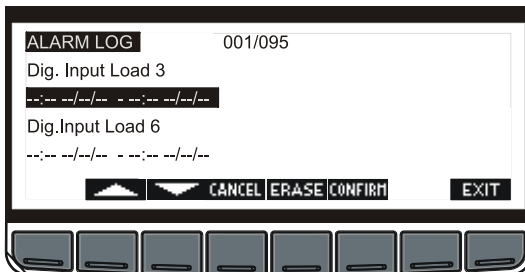 ALARM LOG 001/095
Dig. Input Load 3
--:-- --/--/-- - --:-- --/--/--
Dig.Input Load 6
--:-- --/--/-- - --:-- --/--/--
CANCEL ERASE CONFIRM EXIT